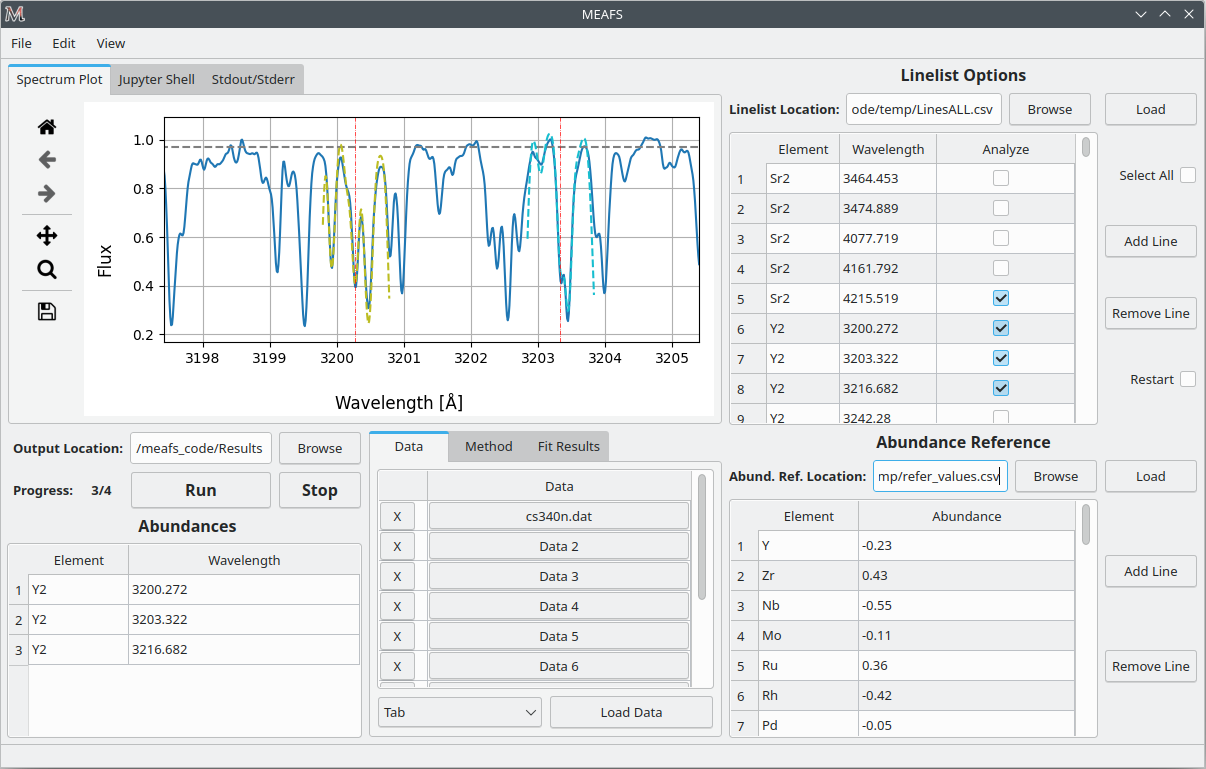 MEAFS
File Edit View
Spectrum Plot Jupyter Shell Stdout/Stderr
1.0
0.8
0.6
0.4
0.2
Flux
3198 3199 3200 3201 3202 3203 3204 3205
Wavelength [Å]
Linelist Options
Linelist Location: ode/temp/LinesALL.csv Browse Load
Element Wavelength Analyze
1 Sr2 3464.453
2 Sr2 3474.889
3 Sr2 4077.719
4 Sr2 4161.792
5 Sr2 4215.519
6 Y2 3200.272
7 Y2 3203.322
8 Y2 3216.682
9 Y2 3242.28
Select All
Add Line
Remove Line
Restart
Output Location: /meafs_code/Results Browse
Progress: 3/4 Run Stop
Abundances
Element Wavelength
1 Y2 3200.272
2 Y2 3203.322
3 Y2 3216.682
Data Method Fit Results
Data
X cs340n.dat
X Data 2
X Data 3
X Data 4
X Data 5
X Data 6
Tab Load Data
Abundance Reference
Abund. Ref. Location: mp/refer_values.csv Browse Load
Element Abundance
1 Y -0.23
2 Zr 0.43
3 Nb -0.55
4 Mo -0.11
5 Ru 0.36
6 Rh -0.42
7 Pd -0.05
Add Line
Remove Line